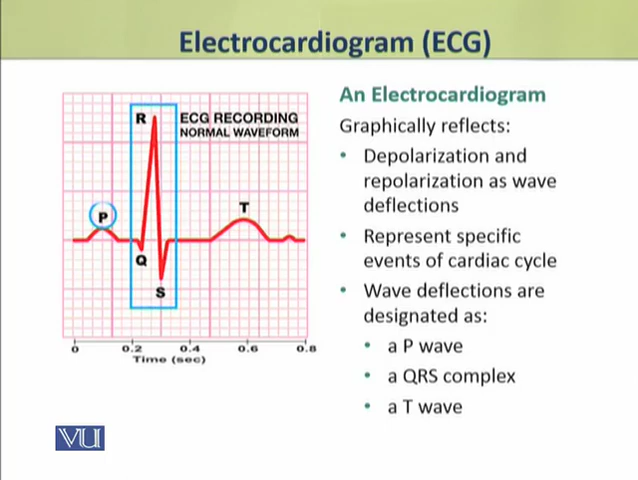 Electrocardiogram (ECG)
R
ECG RECORDING
NORMAL WAVEFORM
P
T
Q
S
0 0.2 0.4 0.6 0.8
Time (sec)
An Electrocardiogram
Graphically reflects:
• Depolarization and
repolarization as wave
deflections
• Represent specific
events of cardiac cycle
• Wave deflections are
designated as:
• a P wave
• a QRS complex
• a T wave
VU